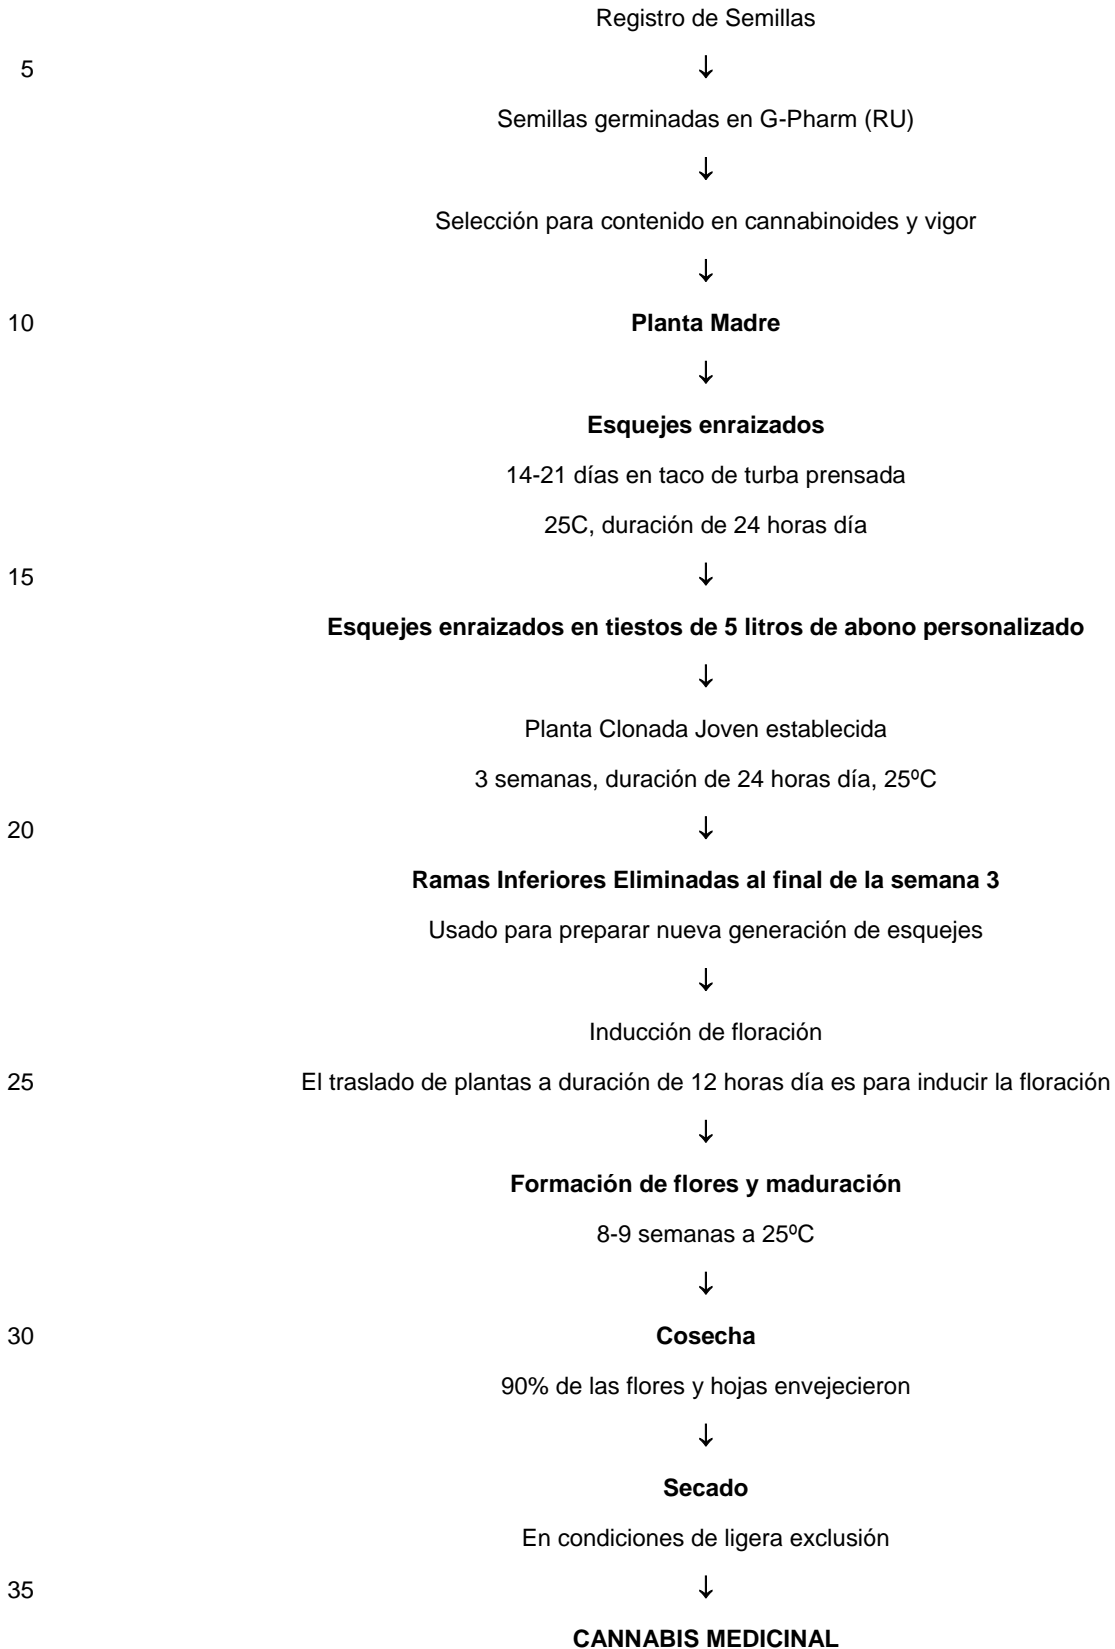 Registro de Semillas
5 ↓
Semillas germinadas en G-Pharm (RU)
↓
Selección para contenido en cannabinoides y vigor
↓
10 Planta Madre
↓
Esquejes enraizados
14-21 días en taco de turba prensada
25C, duración de 24 horas día
15 ↓
Esquejes enraizados en tiestos de 5 litros de abono personalizado
↓
Planta Clonada Joven establecida
3 semanas, duración de 24 horas día, 25ºC
20 ↓
Ramas Inferiores Eliminadas al final de la semana 3
Usado para preparar nueva generación de esquejes
↓
Inducción de floración
25 El traslado de plantas a duración de 12 horas día es para inducir la floración
↓
Formación de flores y maduración
8-9 semanas a 25ºC
↓
30 Cosecha
90% de las flores y hojas envejecieron
↓
Secado
En condiciones de ligera exclusión
35 ↓
CANNABIS MEDICINAL